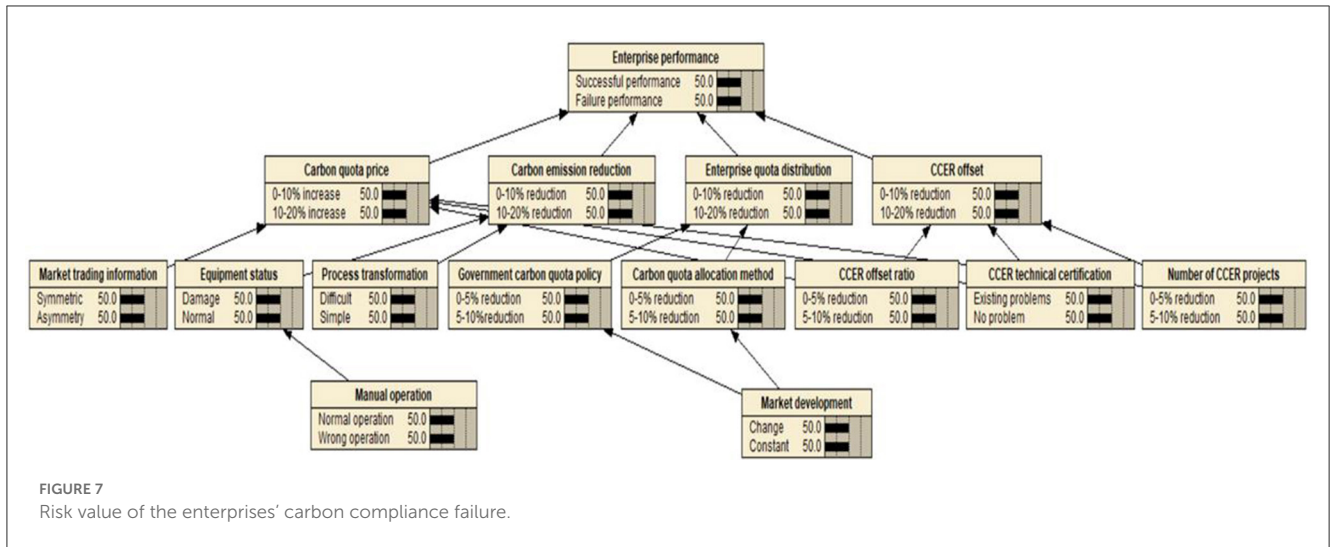 Enterprise performance
Successful performance 50.0
Failure performance 50.0
Carbon quota price
0-10% increase 50.0
10-20% increase 50.0
Carbon emission reduction
0-10% reduction 50.0
10-20% reduction 50.0
Enterprise quota distribution
0-10% reduction 50.0
10-20% reduction 50.0
CCER offset
0-10% reduction 50.0
10-20% reduction 50.0
Market trading information
Symmetric 50.0
Asymmetry 50.0
Equipment status
Damage 50.0
Normal 50.0
Process transformation
Difficult 50.0
Simple 50.0
Government carbon quota policy
0-5% reduction 50.0
5-10%reduction 50.0
Carbon quota allocation method
0-5% reduction 50.0
5-10% reduction 50.0
CCER offset ratio
0-5% reduction 50.0
5-10% reduction 50.0
CCER technical certification
Existing problems 50.0
No problem 50.0
Number of CCER projects
0-5% reduction 50.0
5-10% reduction 50.0
Manual operation
Normal operation 50.0
Wrong operation 50.0
Market development
Change 50.0
Constant 50.0
FIGURE 7
Risk value of the enterprises' carbon compliance failure.